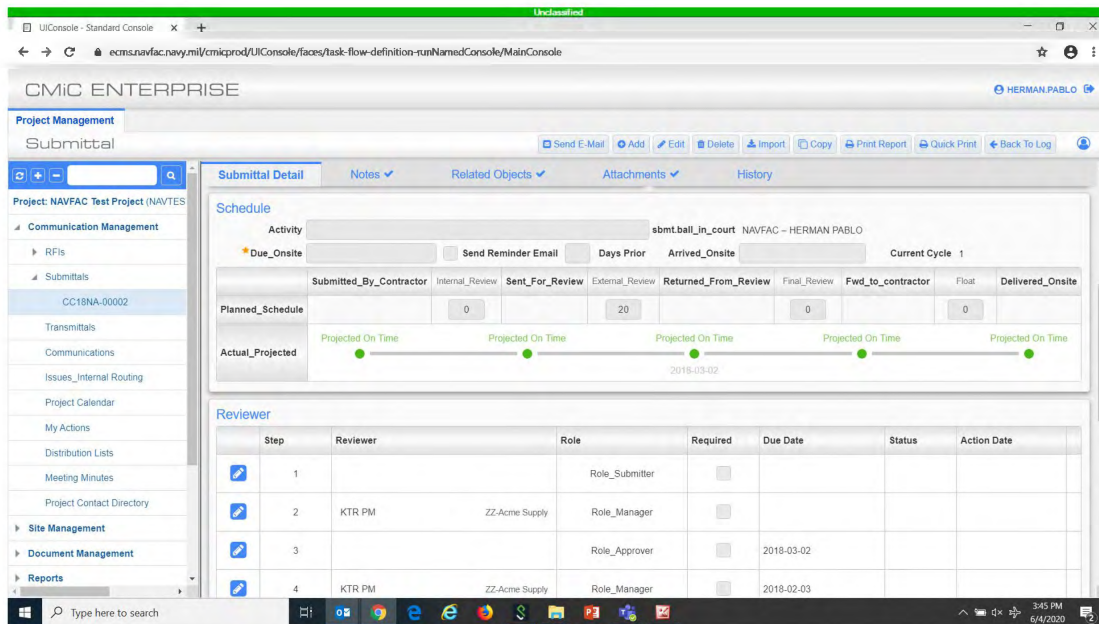 Unclassified
UIConsole - Standard Console × +
ecms.navfac.navy.mil/cmicprod/UIConsole/faces/task-flow-definition-runNamedConsole/MainConsole
CMiC ENTERPRISE HERMAN.PABLO
Project Management
Submittal Send E-Mail Add Edit Delete Import Copy Print Report Quick Print Back To Log
Submittal Detail Notes Related Objects Attachments History
Project: NAVFAC Test Project (NAVTES
Communication Management
RFIs
Submittals
CC18NA-00002
Transmittals
Communications
Issues_Internal Routing
Project Calendar
My Actions
Distribution Lists
Meeting Minutes
Project Contact Directory
Site Management
Document Management
Reports
Schedule
Activity sbmt.ball_in_court NAVFAC – HERMAN PABLO
*Due_Onsite Send Reminder Email Days Prior Arrived_Onsite Current Cycle 1
Submitted_By_Contractor Internal_Review Sent_For_Review External_Review Returned_From_Review Final_Review Fwd_to_contractor Float Delivered_Onsite
Planned_Schedule 0 20 0 0
Projected On Time Projected On Time Projected On Time Projected On Time Projected On Time
Actual_Projected
2018-03-02
Reviewer
Step Reviewer Role Required Due Date Status Action Date
1 Role_Submitter
2 KTR PM ZZ-Acme Supply Role_Manager
3 Role_Approver 2018-03-02
4 KTR PM ZZ-Acme Supply Role_Manager 2018-02-03
Type here to search
3:45 PM
6/4/2020
2